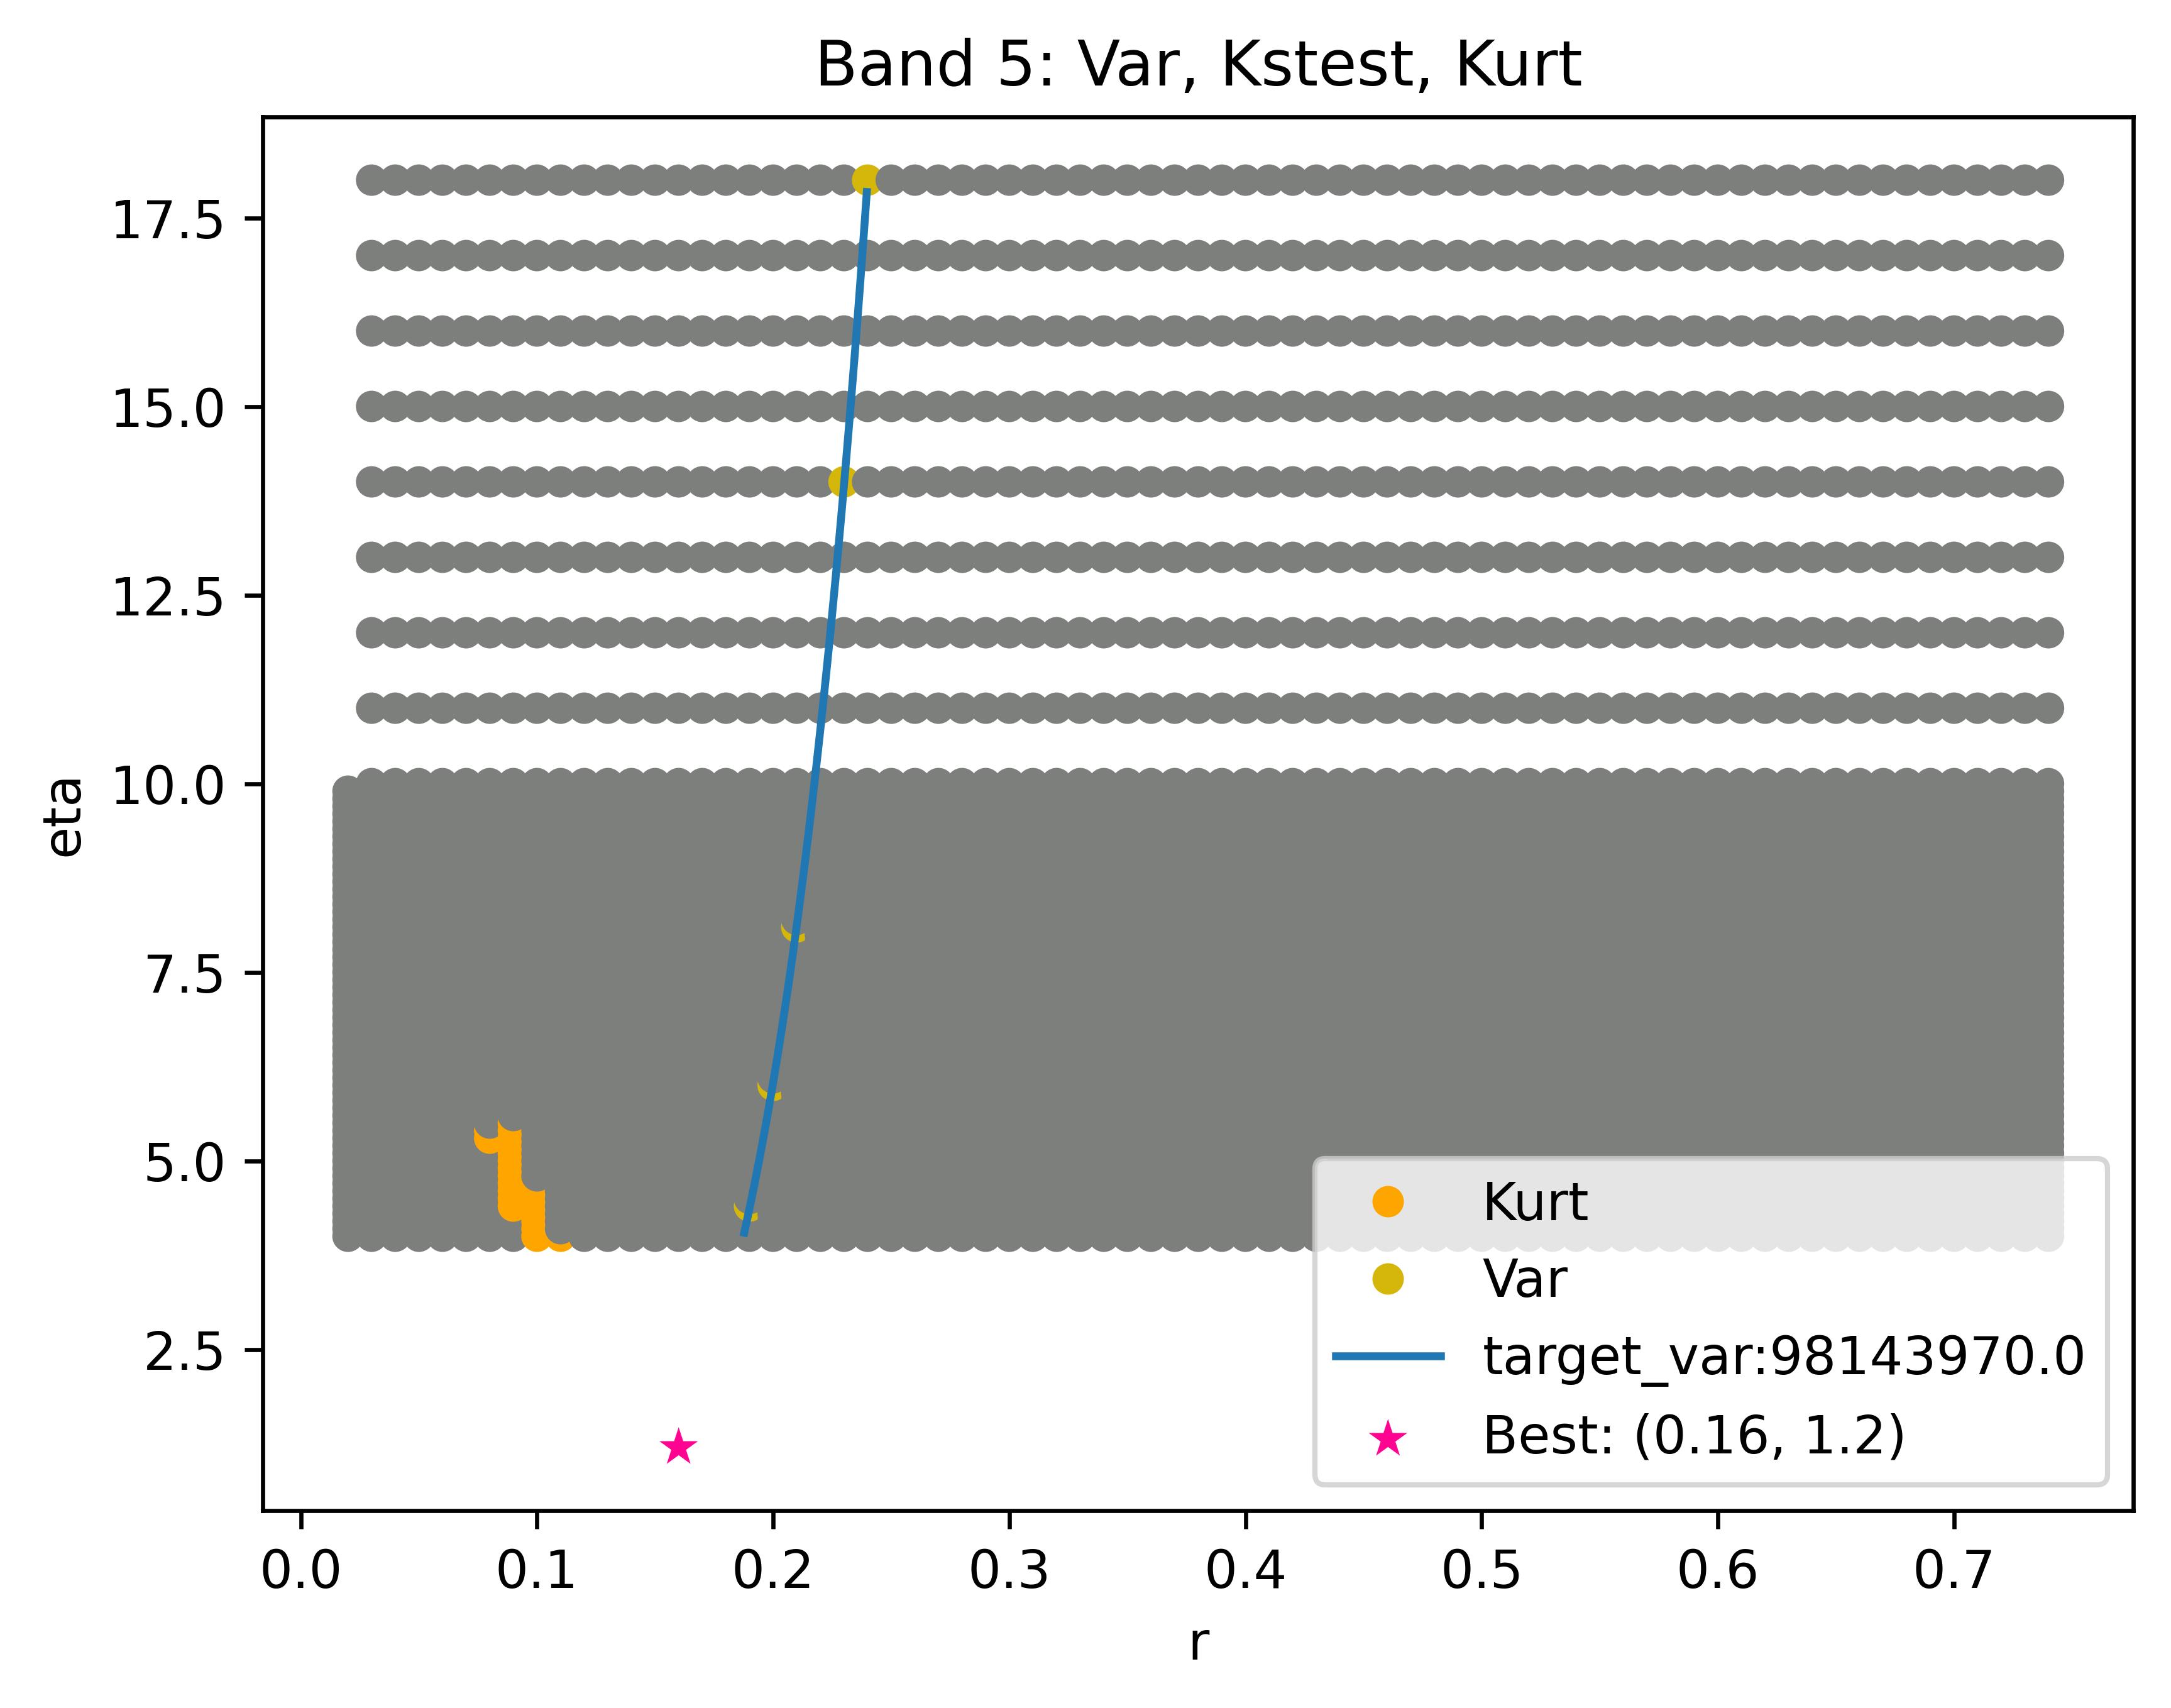 Band 5: Var, Kstest, Kurt
17.5
15.0
12.5
10.0
7.5
5.0
2.5
eta
Kurt
Var
target_var:98143970.0
Best: (0.16, 1.2)
0.0 0.1 0.2 0.3 0.4 0.5 0.6 0.7
r